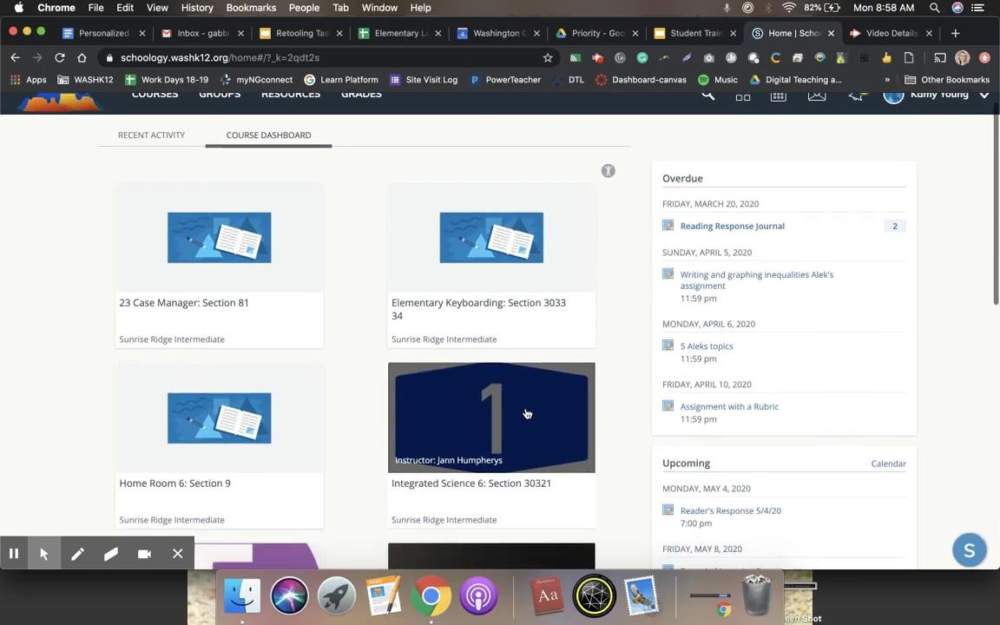 Chrome File Edit View History Bookmarks People Tab Window Help 82% Mon 8:58 AM
Personalized Inbox - gabbi Retooling Tas Elementary L Washington C Priority - Goo Student Train Home | Schoo Video Details
schoology.washk12.org/home#/?_k=2qdt2s
Apps WASHK12 Work Days 18-19 myNGconnect Learn Platform Site Visit Log PowerTeacher DTL Dashboard-canvas Music Digital Teaching a... » Other Bookmarks
COURSES GROUPS RESOURCES GRADES Kamy Young
RECENT ACTIVITY COURSE DASHBOARD
23 Case Manager: Section 81
Sunrise Ridge Intermediate
Elementary Keyboarding: Section 3033
34
Sunrise Ridge Intermediate
Home Room 6: Section 9
Sunrise Ridge Intermediate
1
Instructor: Jann Humpherys
Integrated Science 6: Section 30321
Sunrise Ridge Intermediate
Overdue
FRIDAY, MARCH 20, 2020
Reading Response Journal 2
SUNDAY, APRIL 5, 2020
Writing and graphing inequalities Alek's
assignment
11:59 pm
MONDAY, APRIL 6, 2020
5 Aleks topics
11:59 pm
FRIDAY, APRIL 10, 2020
Assignment with a Rubric
11:59 pm
Upcoming Calendar
MONDAY, MAY 4, 2020
Reader's Response 5/4/20
7:00 pm
FRIDAY, MAY 8, 2020
S
Aa
een Shot